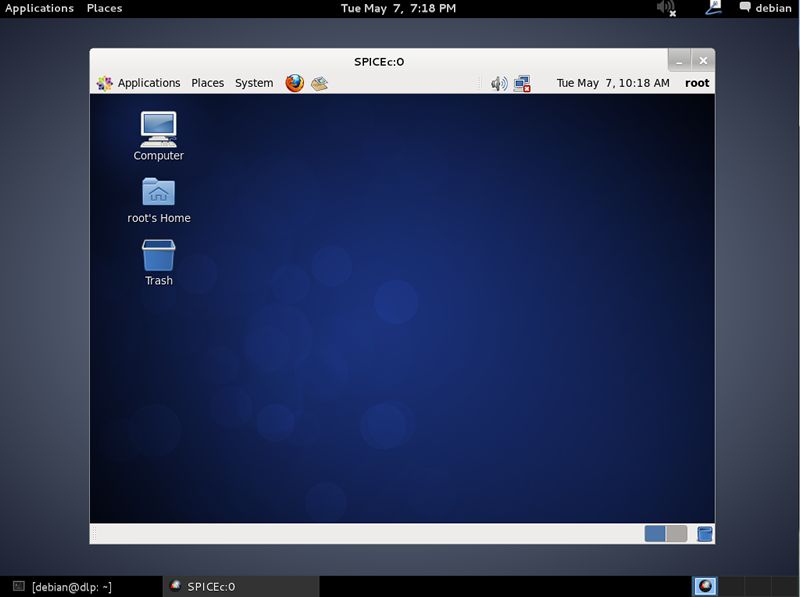 Applications Places Tue May 7, 7:18 PM debian
SPICEc:0
Applications Places System Tue May 7, 10:18 AM root
Computer
root's Home
Trash
[debian@dlp: ~] SPICEc:0